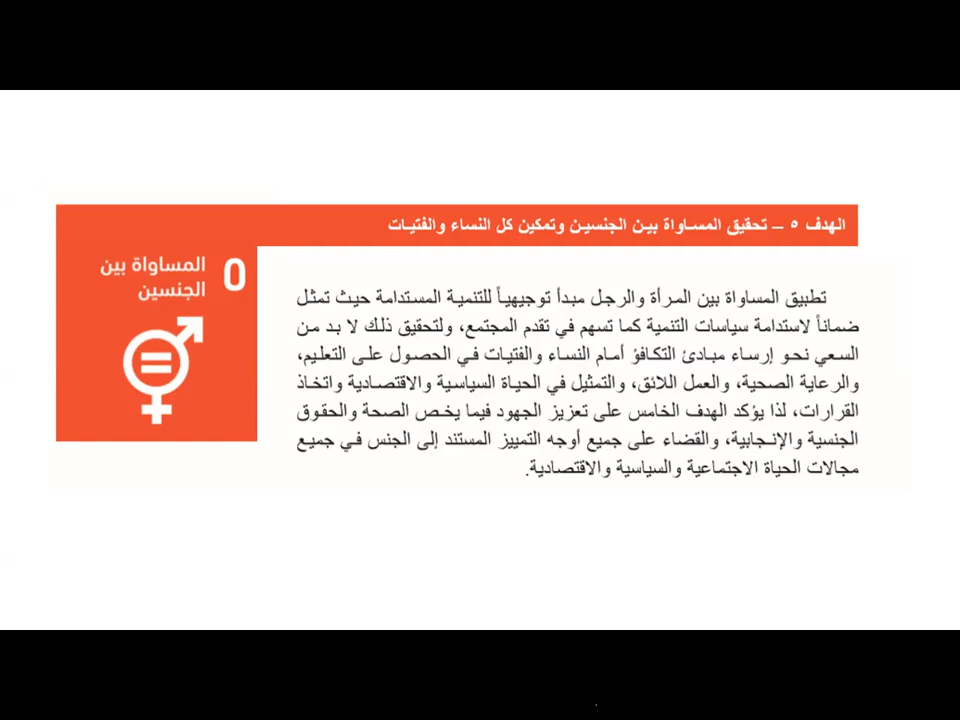 الهدف ٥ – تحقيق المساواة بين الجنسين وتمكين كل النساء والفتيات
٥ المساواة بين
الجنسين
تطبيق المساواة بين المرأة والرجل مبدأ توجيهياً للتنمية المستدامة حيث تمثل
ضماناً لاستدامة سياسات التنمية كما تسهم في تقدم المجتمع، ولتحقيق ذلك لا بد من
السعي نحو إرساء مبادئ التكافؤ أمام النساء والفتيات في الحصول على التعليم،
والرعاية الصحية، والعمل اللائق، والتمثيل في الحياة السياسية والاقتصادية واتخاذ
القرارات، لذا يؤكد الهدف الخامس على تعزيز الجهود فيما يخص الصحة والحقوق
الجنسية والإنجابية، والقضاء على جميع أوجه التمييز المستند إلى الجنس في جميع
مجالات الحياة الاجتماعية والسياسية والاقتصادية.